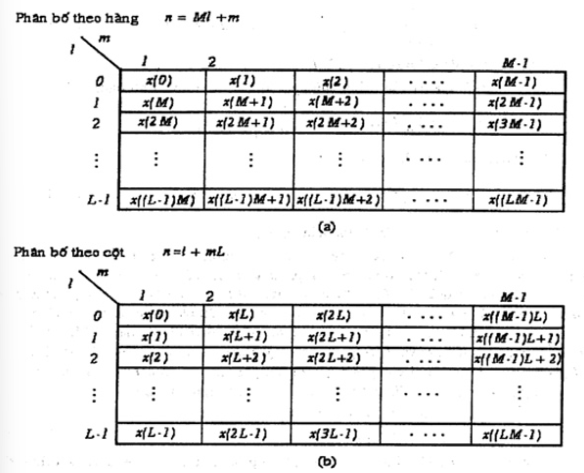 Phân bố theo hàng n = Ml +m
m
l
1 2 M-1
0 x(0) x(1) x(2) . . . . x(M-1)
1 x(M) x(M+1) x(M+2) . . . . x(2M-1)
2 x(2M) x(2M+1) x(2M+2) . . . . x(3M-1)
⋮ ⋮ ⋮ ⋮ . . . . ⋮
L-1 x((L-1)M) x((L-1)M+1) x((L-1)M+2) . . . . x((LM-1)
(a)
Phân bố theo cột n=l + mL
m
l
1 2 M-1
0 x(0) x(L) x(2L) . . . . x((M-1)L)
1 x(1) x(L+1) x(2L+1) . . . . x((M-1)L+1)
2 x(2) x(L+2) x(2L+2) . . . . x((M-1)L+2)
⋮ ⋮ ⋮ ⋮ . . . . ⋮
L-1 x(L-1) x(2L-1) x(3L-1) . . . . x((LM-1)
(b)